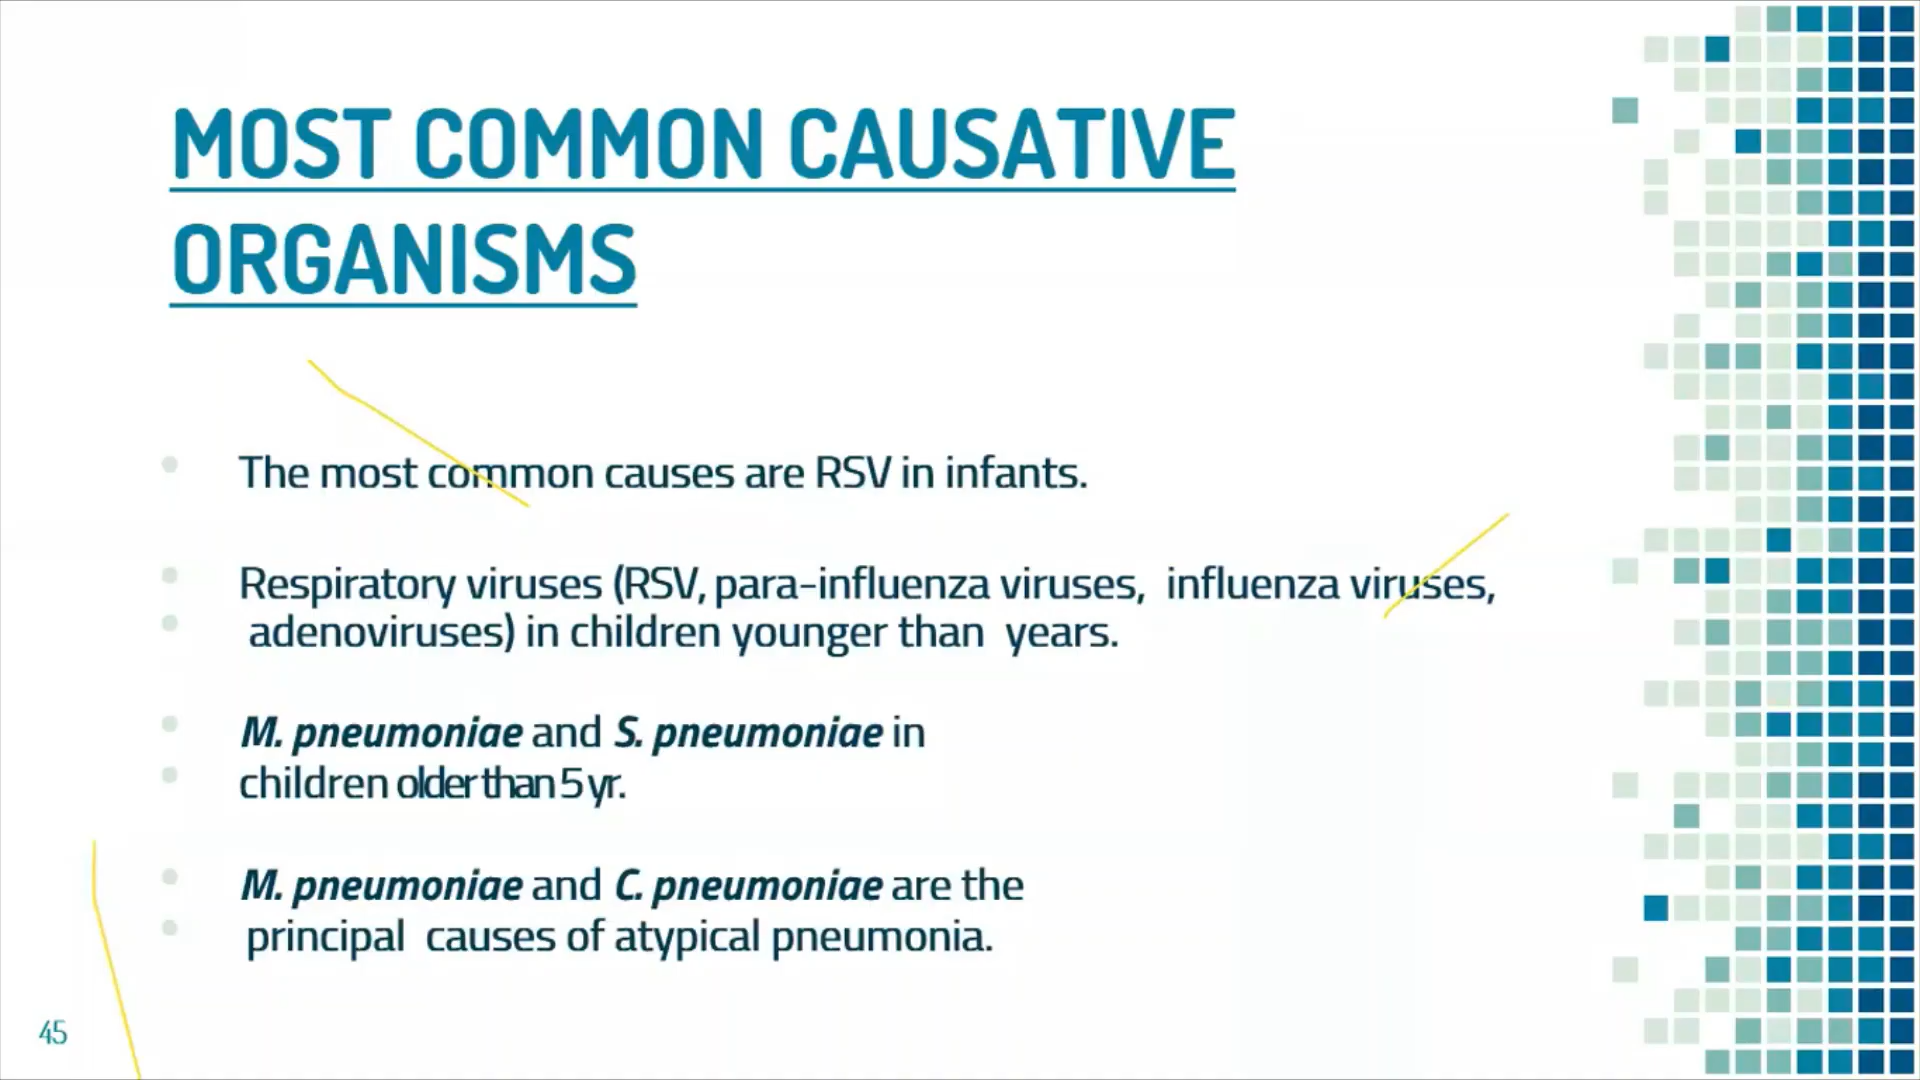 MOST COMMON CAUSATIVE
ORGANISMS
The most common causes are RSV in infants.
Respiratory viruses (RSV, para-influenza viruses, influenza viruses,
adenoviruses) in children younger than years.
M. pneumoniae and S. pneumoniae in
children older than 5 yr.
M. pneumoniae and C. pneumoniae are the
principal causes of atypical pneumonia.
45